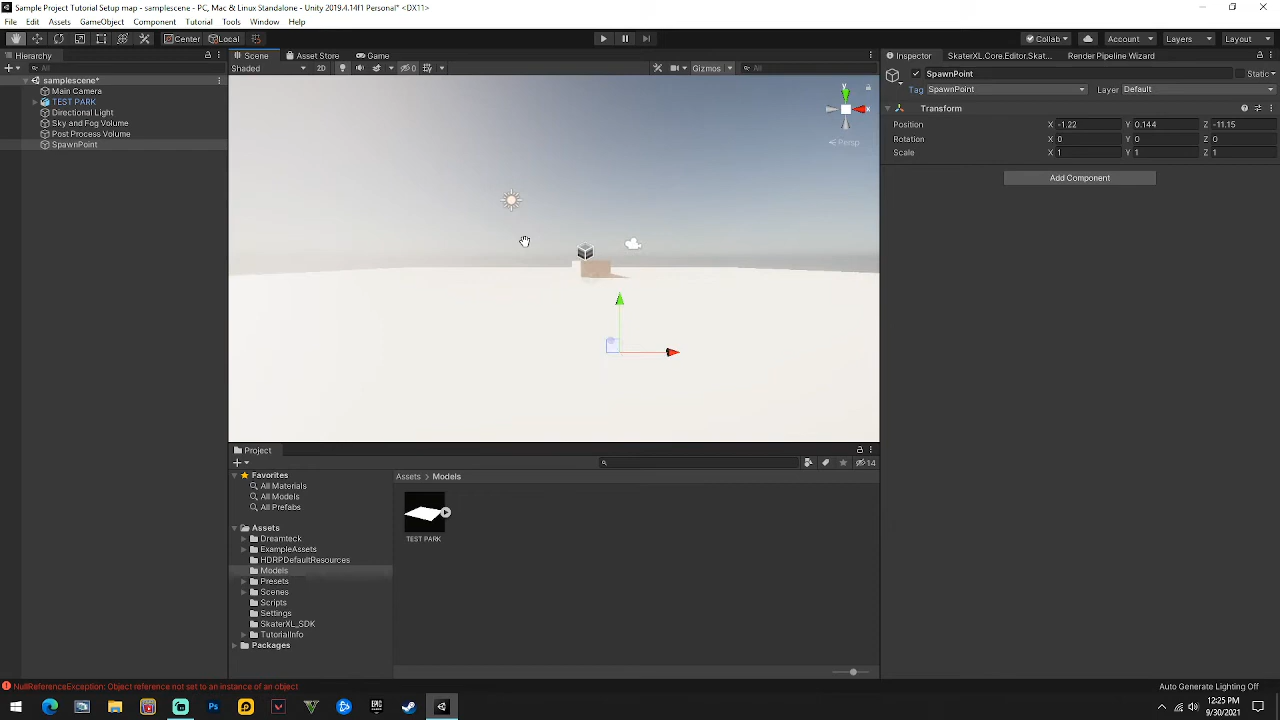 Sample Project Tutorial Setup map - samplescene - PC, Mac & Linux Standalone - Unity 2019.4.14f1 Personal* <DX11>
File Edit Assets GameObject Component Tutorial Tools Window Help
Center Local Collab Account Layers Layout
Hierarchy
All
samplescene*
Main Camera
TEST PARK
Directional Light
Sky and Fog Volume
Post Process Volume
SpawnPoint
Scene Asset Store Game
Shaded 2D 0 Gizmos All
y
x
Persp
Inspector SkaterXL.Core.Editor.Skat... Render Pipeline Wizard
SpawnPoint Static
Tag SpawnPoint Layer Default
Transform
Position X -1.22 Y 0.144 Z -11.15
Rotation X 0 Y 0 Z 0
Scale X 1 Y 1 Z 1
Add Component
Project
14
Favorites
All Materials
All Models
All Prefabs
Assets
Dreamteck
ExampleAssets
HDRPDefaultResources
Models
Presets
Scenes
Scripts
Settings
SkaterXL_SDK
TutorialInfo
Packages
Assets > Models
TEST PARK
NullReferenceException: Object reference not set to an instance of an object
Auto Generate Lighting Off
EPIC GAMES
Ps
12:25 PM
9/30/2021